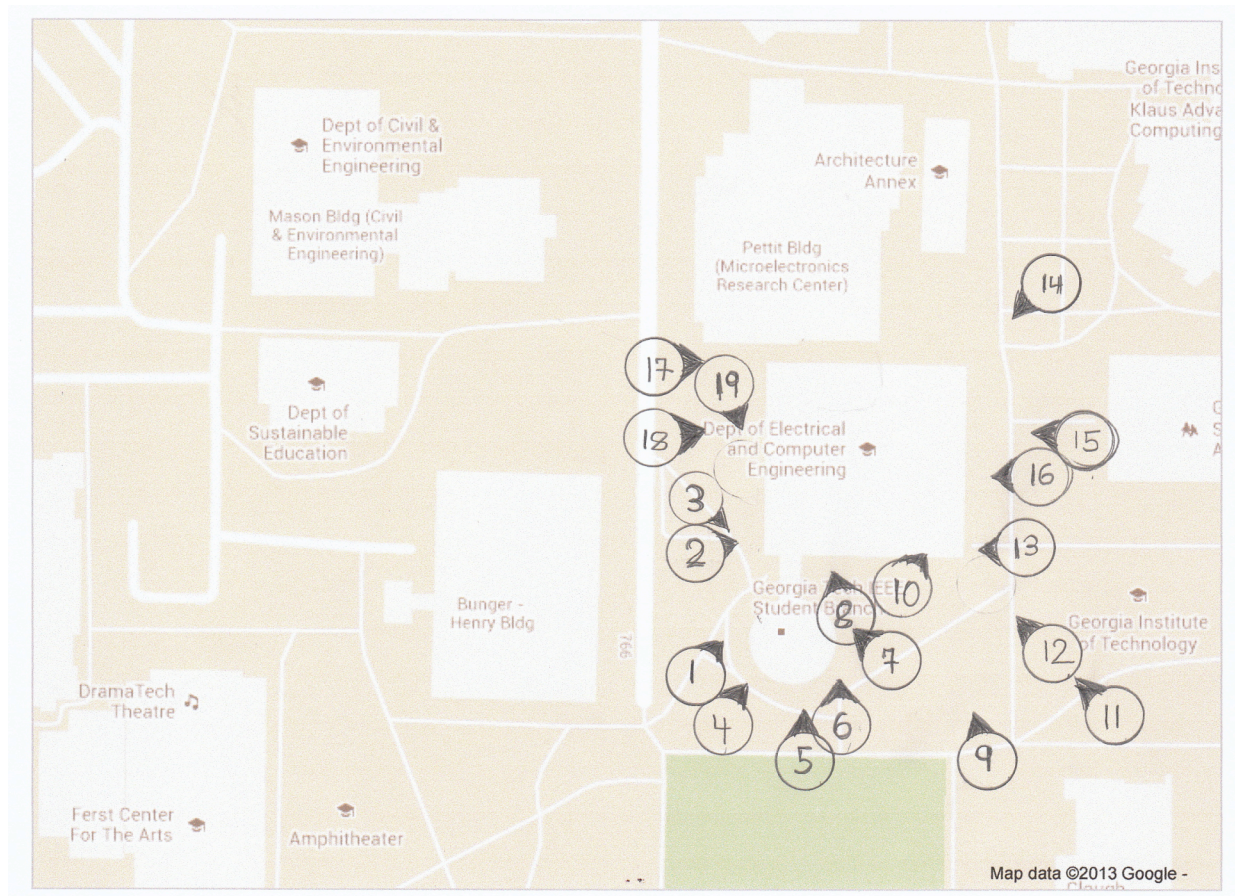 Georgia Ins
of Techno
Klaus Adva
Computing
Dept of Civil &
Environmental
Engineering
Architecture
Annex
Mason Bldg (Civil
& Environmental
Engineering)
Pettit Bldg
(Microelectronics
Research Center)
14
17
19
18
Dept of Electrical
and Computer
Engineering
Dept of
Sustainable
Education
G
S
A
15
16
3
2
13
10
Georgia Tech IEEE
Student Branch
8
Bunger -
Henry Bldg
766
Georgia Institute
of Technology
12
7
1
DramaTech
Theatre
4
6
11
5
9
Ferst Center
For The Arts
Amphitheater
Map data ©2013 Google -
Clough